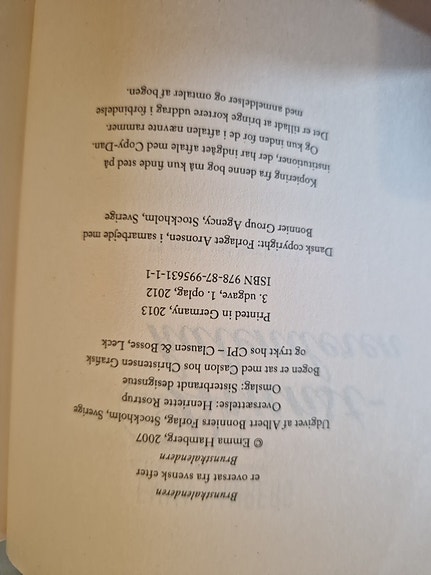 Brunstkalenderen
er oversat fra svensk efter
Brunstkalendern
© Emma Hamberg, 2007
Udgivet af Albert Bonniers Forlag, Stockholm, Sverige
Oversættelse: Henriette Rostrup
Omslag: Sisterbrandt designstue
Bogen er sat med Caslon hos Christensen Grafisk
og trykt hos CPI – Clausen & Bosse, Leck
Printed in Germany, 2013
3. udgave, 1. oplag, 2012
ISBN 978-87-995631-1-1
Dansk copyright: Forlaget Aronsen, i samarbejde med
Bonnier Group Agency, Stockholm, Sverige
Kopiering fra denne bog må kun finde sted på
institutioner, der har indgået aftale med Copy-Dan.
Og kun inden for de i aftalen nævnte rammer.
Det er tilladt at bringe kortere uddrag i forbindelse
med anmeldelser og omtaler af bogen.